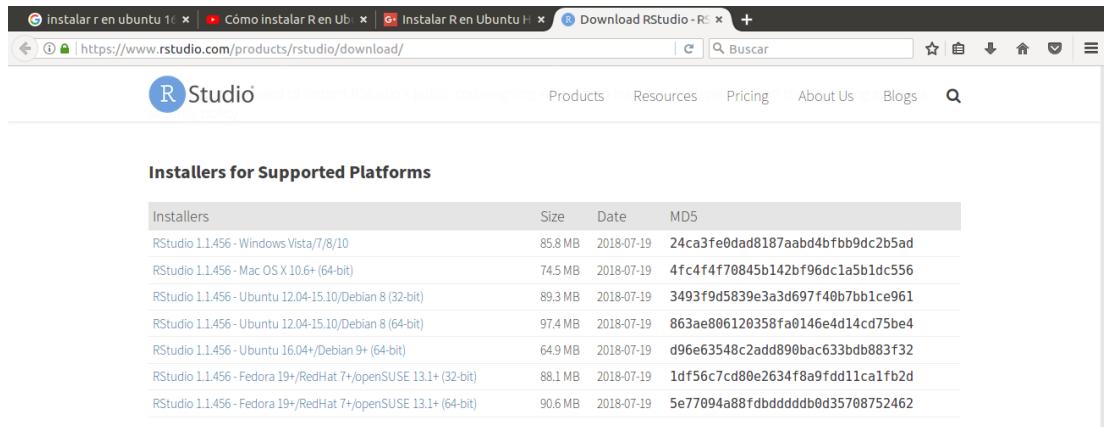 instalar r en ubuntu 16
Cómo instalar R en Ub
Instalar R en Ubuntu H
Download RStudio - RS
https://www.rstudio.com/products/rstudio/download/
Buscar
R Studio
Products Resources Pricing About Us Blogs
Installers for Supported Platforms
Installers Size Date MD5
RStudio 1.1.456 - Windows Vista/7/8/10 85.8 MB 2018-07-19 24ca3fe0dad8187aabd4bfbb9dc2b5ad
RStudio 1.1.456 - Mac OS X 10.6+ (64-bit) 74.5 MB 2018-07-19 4fc4f4f70845b142bf96dc1a5b1dc556
RStudio 1.1.456 - Ubuntu 12.04-15.10/Debian 8 (32-bit) 89.3 MB 2018-07-19 3493f9d5839e3a3d697f40b7bb1ce961
RStudio 1.1.456 - Ubuntu 12.04-15.10/Debian 8 (64-bit) 97.4 MB 2018-07-19 863ae806120358fa0146e4d14cd75be4
RStudio 1.1.456 - Ubuntu 16.04+/Debian 9+ (64-bit) 64.9 MB 2018-07-19 d96e63548c2add890bac633bdb883f32
RStudio 1.1.456 - Fedora 19+/RedHat 7+/openSUSE 13.1+ (32-bit) 88.1 MB 2018-07-19 1df56c7cd80e2634f8a9fdd11ca1fb2d
RStudio 1.1.456 - Fedora 19+/RedHat 7+/openSUSE 13.1+ (64-bit) 90.6 MB 2018-07-19 5e77094a88fdbdddddb0d35708752462